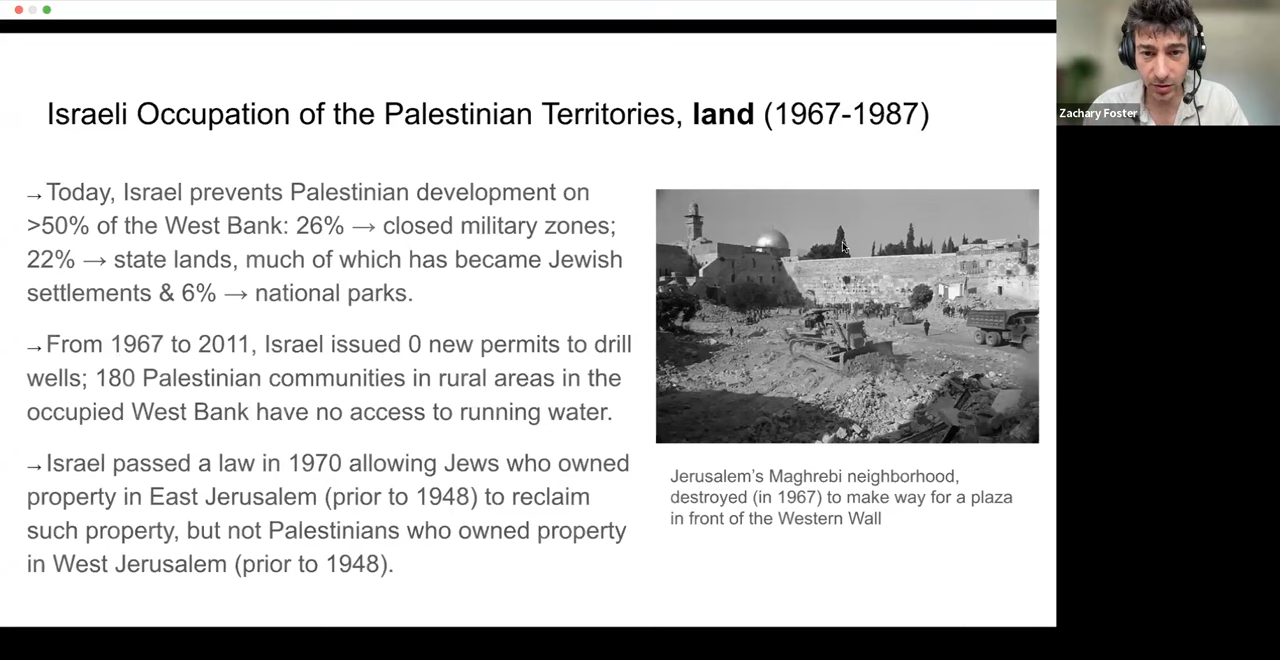 Israeli Occupation of the Palestinian Territories, land (1967-1987)
→Today, Israel prevents Palestinian development on
>50% of the West Bank: 26% → closed military zones;
22% → state lands, much of which has became Jewish
settlements & 6% → national parks.
→From 1967 to 2011, Israel issued 0 new permits to drill
wells; 180 Palestinian communities in rural areas in the
occupied West Bank have no access to running water.
→Israel passed a law in 1970 allowing Jews who owned
property in East Jerusalem (prior to 1948) to reclaim
such property, but not Palestinians who owned property
in West Jerusalem (prior to 1948).
Jerusalem's Maghrebi neighborhood,
destroyed (in 1967) to make way for a plaza
in front of the Western Wall
Zachary Foster